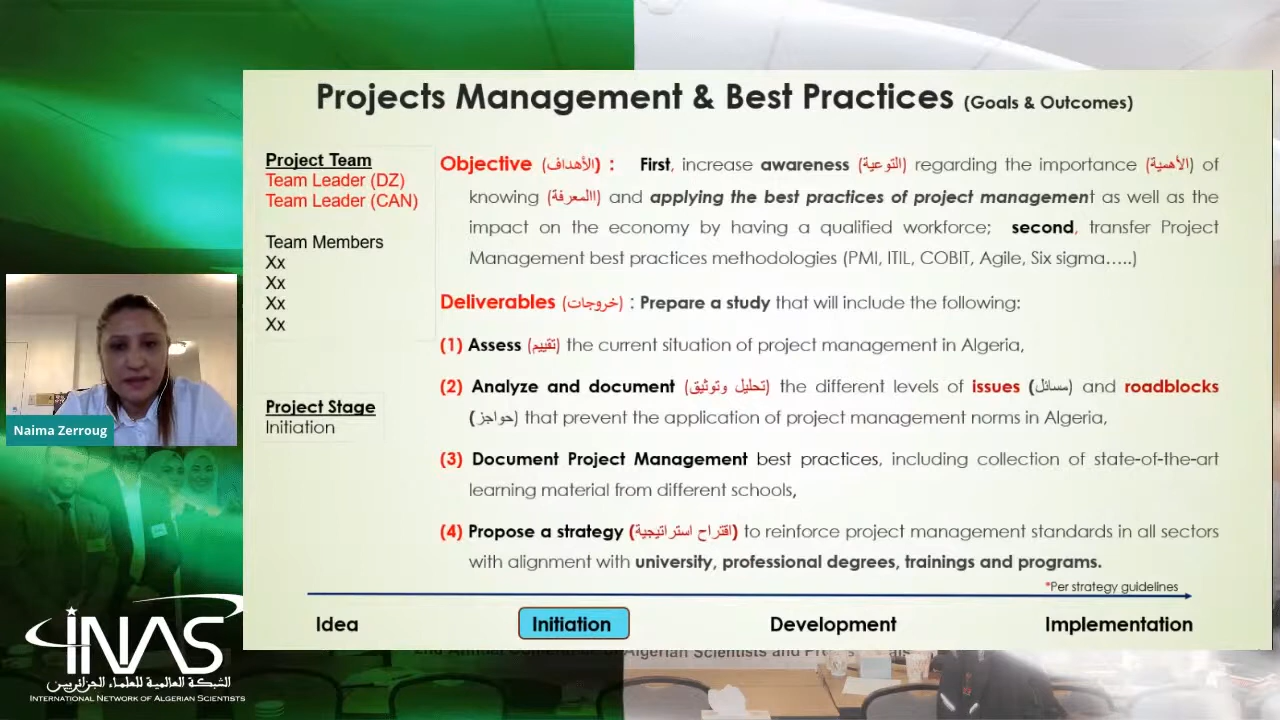 Projects Management & Best Practices (Goals & Outcomes)
Project Team
Team Leader (DZ)
Team Leader (CAN)
Team Members
Xx
Xx
Xx
Xx
Project Stage
Initiation
Objective (الأهداف) : First, increase awareness (التوعية) regarding the importance (الأهمية) of
knowing (االمعرفة) and applying the best practices of project management as well as the
impact on the economy by having a qualified workforce; second, transfer Project
Management best practices methodologies (PMI, ITIL, COBIT, Agile, Six sigma…..)
Deliverables (خروجات) : Prepare a study that will include the following:
(1) Assess (تقييم) the current situation of project management in Algeria,
(2) Analyze and document (تحليل وتوثيق) the different levels of issues (مسائل) and roadblocks
(حواجز) that prevent the application of project management norms in Algeria,
(3) Document Project Management best practices, including collection of state-of-the-art
learning material from different schools,
(4) Propose a strategy (اقتراح استراتيجية) to reinforce project management standards in all sectors
with alignment with university, professional degrees, trainings and programs.
*Per strategy guidelines
Idea Initiation Development Implementation
Naima Zerroug
iNAS
الشبكة العالمية للعلماء الجزائريين
INTERNATIONAL NETWORK OF ALGERIAN SCIENTISTS
Algerian Scientists and